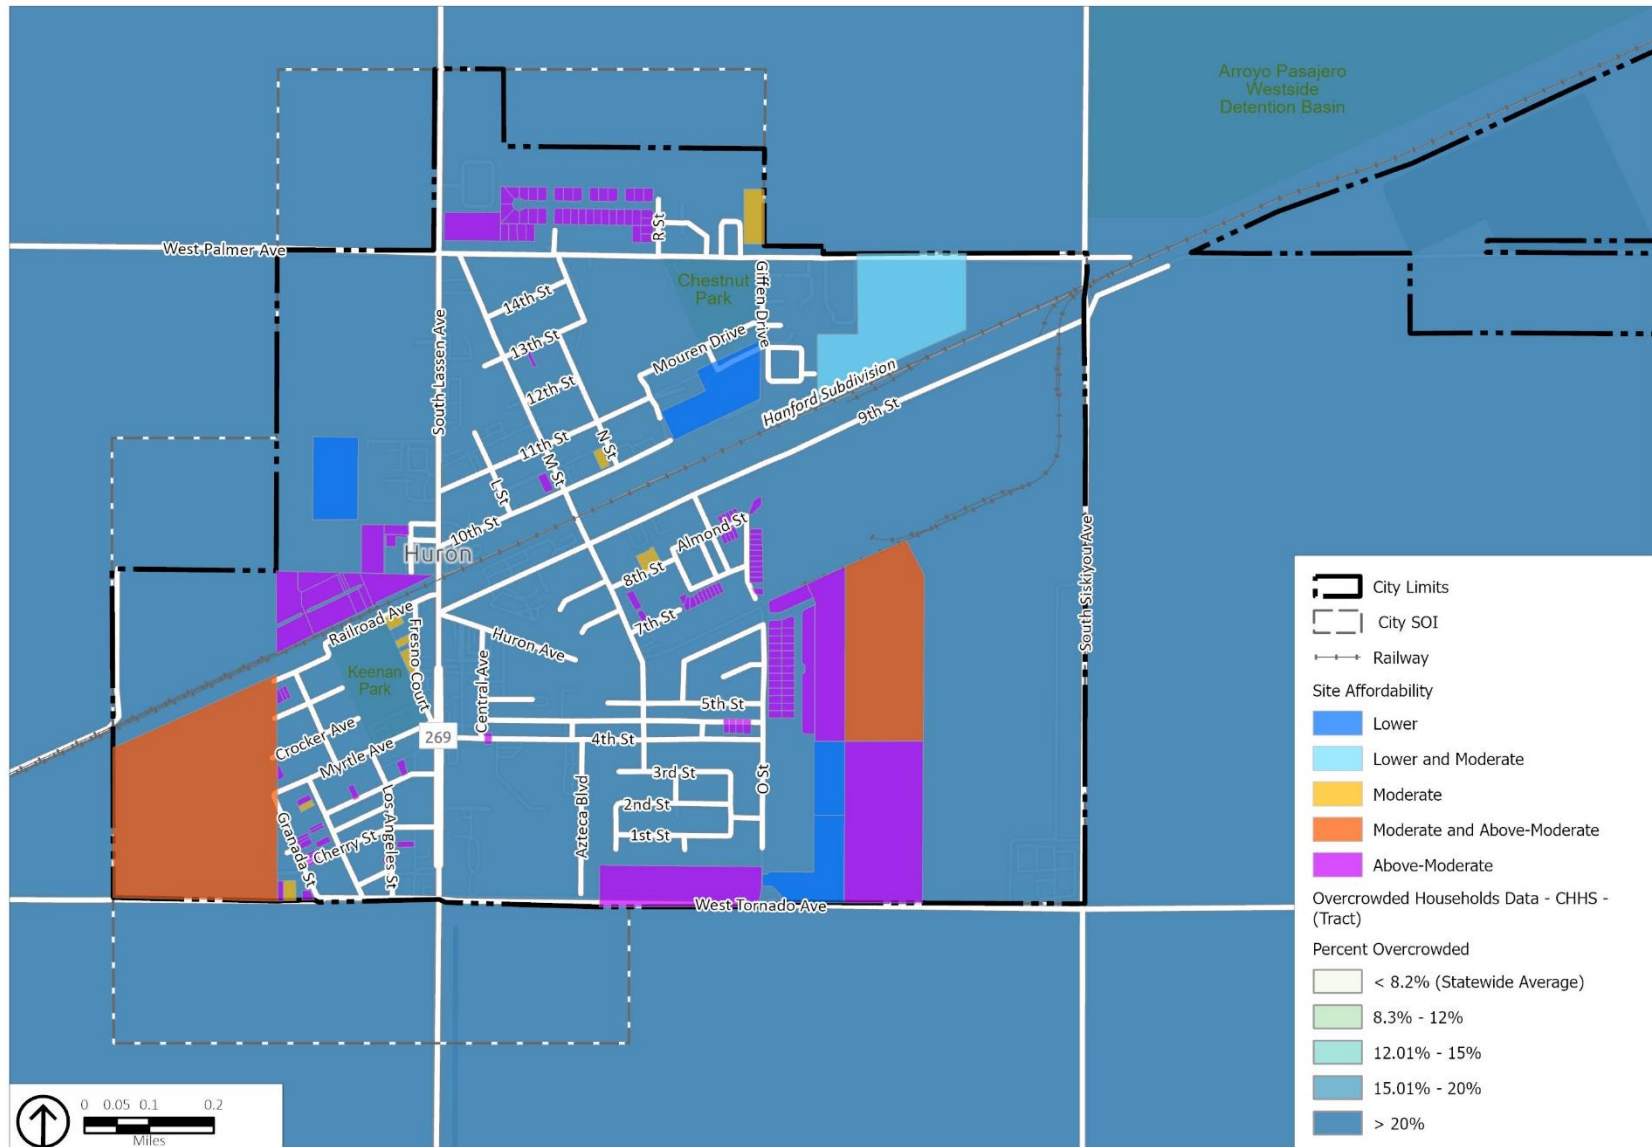 Arroyo Pasajero
Westside
Detention Basin
West Palmer Ave
R St
Chestnut
Park
Giffen Drive
14th St
13th St
12th St
11th St
10th St
Mouren Drive
N St
M St
L St
South Lassen Ave
Hanford Subdivision
9th St
South Siskiyou Ave
Huron
Almond St
8th St
7th St
Railroad Ave
Fresno Court
Huron Ave
Central Ave
Keenan
Park
5th St
269
4th St
Crocker Ave
Myrtle Ave
3rd St
2nd St
1st St
O St
Azteca Blvd
Los Angeles St
Cherry St
Granada St
West Tornado Ave
City Limits
City SOI
Railway
Site Affordability
Lower
Lower and Moderate
Moderate
Moderate and Above-Moderate
Above-Moderate
Overcrowded Households Data - CHHS -
(Tract)
Percent Overcrowded
< 8.2% (Statewide Average)
8.3% - 12%
12.01% - 15%
15.01% - 20%
> 20%
0 0.05 0.1 0.2
Miles